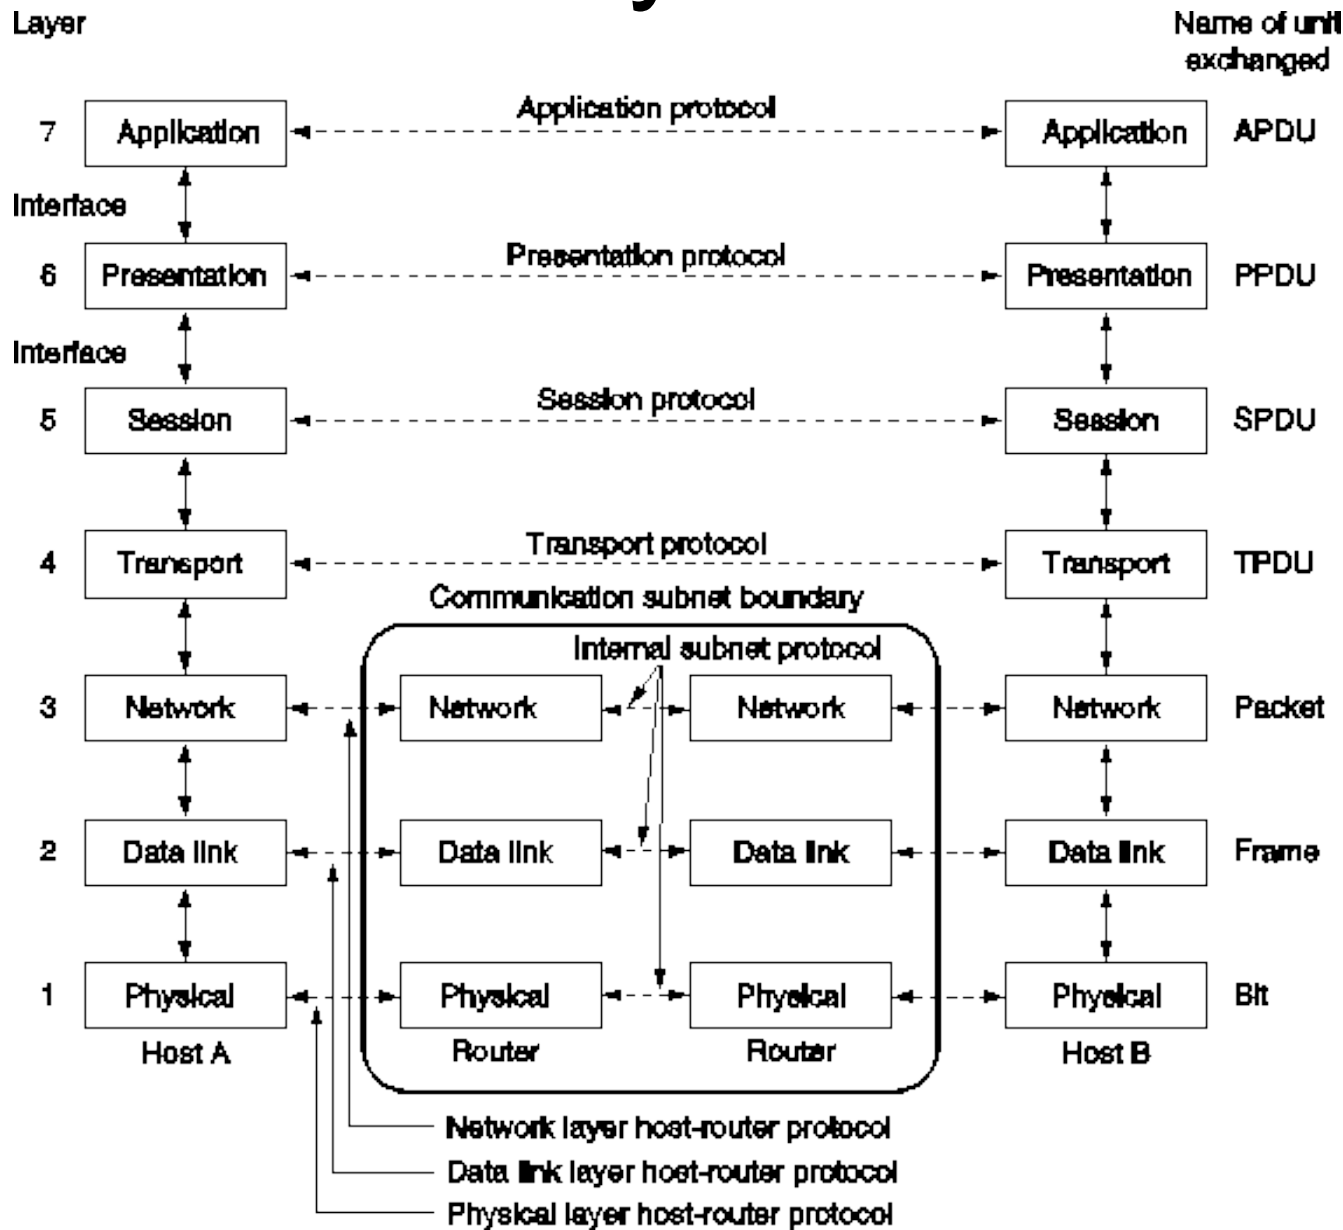 Layer
Name of unit
exchanged
Application protocol
7 Application Application APDU
Interface
Presentation protocol
6 Presentation Presentation PPDU
Interface
Session protocol
5 Session Session SPDU
Transport protocol
4 Transport Transport TPDU
Communication subnet boundary
Internal subnet protocol
3 Network Network Network Network Packet
2 Data link Data link Data link Data link Frame
1 Physical Physical Physical Physical Bit
Host A Router Router Host B
Network layer host-router protocol
Data link layer host-router protocol
Physical layer host-router protocol